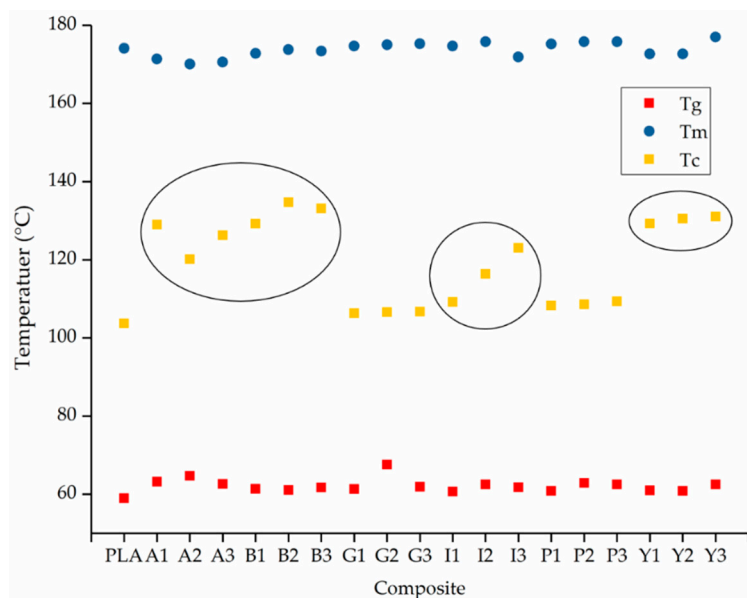 180
160
140
120
100
80
60
Temperatuer (°C)
Tg
Tm
Tc
PLA A1 A2 A3 B1 B2 B3 G1 G2 G3 I1 I2 I3 P1 P2 P3 Y1 Y2 Y3
Composite